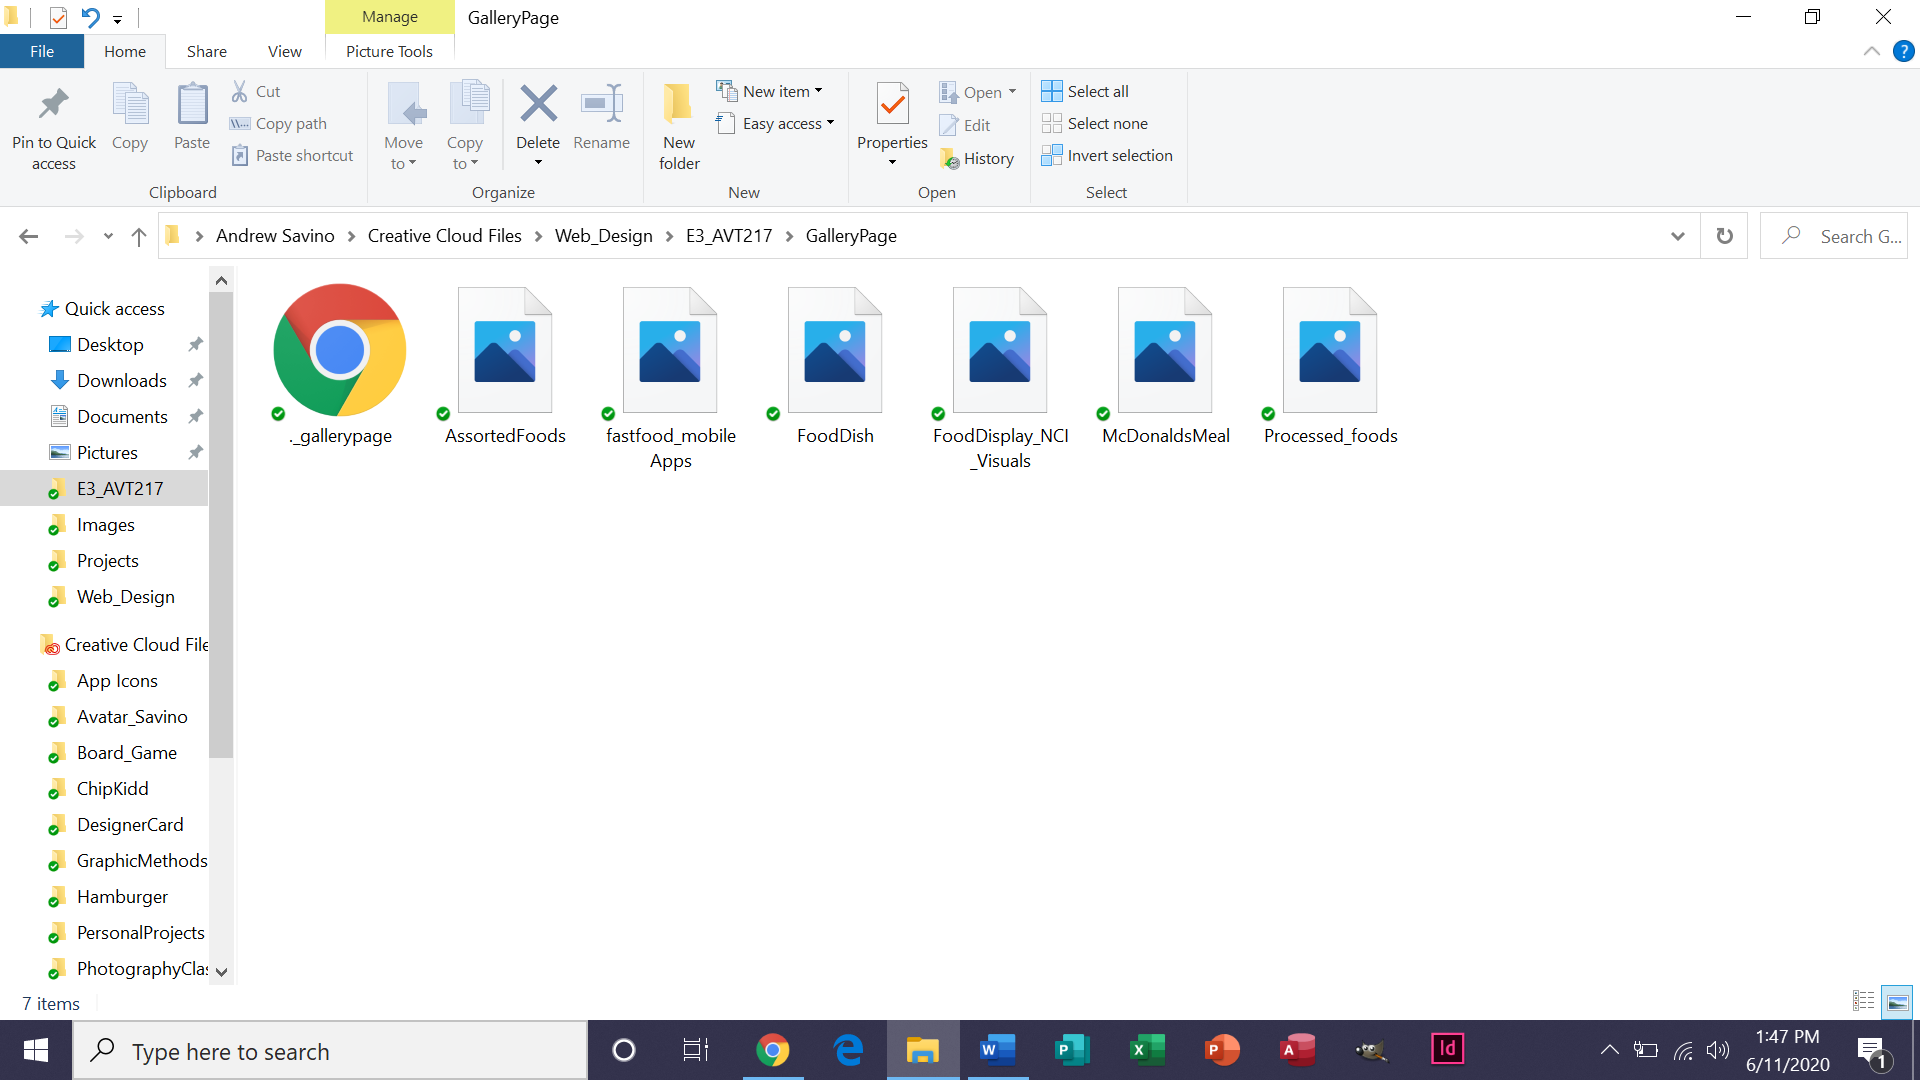 Manage
GalleryPage
File
Home
Share
View
Picture Tools
?
Pin to Quick
access
Copy
Paste
Cut
Copy path
Paste shortcut
Clipboard
Move
to
Copy
to
Delete
Rename
Organize
New
folder
New item
Easy access
New
Properties
Open
Edit
History
Open
Select all
Select none
Invert selection
Select
Andrew Savino
Creative Cloud Files
Web_Design
E3_AVT217
GalleryPage
Search G...
Quick access
Desktop
Downloads
Documents
Pictures
E3_AVT217
Images
Projects
Web_Design
Creative Cloud File
App Icons
Avatar_Savino
Board_Game
ChipKidd
DesignerCard
GraphicMethods
Hamburger
PersonalProjects
PhotographyClas
._gallerypage
AssortedFoods
fastfood_mobile
Apps
FoodDish
FoodDisplay_NCI
_Visuals
McDonaldsMeal
Processed_foods
7 items
Type here to search
W
P
X
P
A
Id
1:47 PM
6/11/2020
1